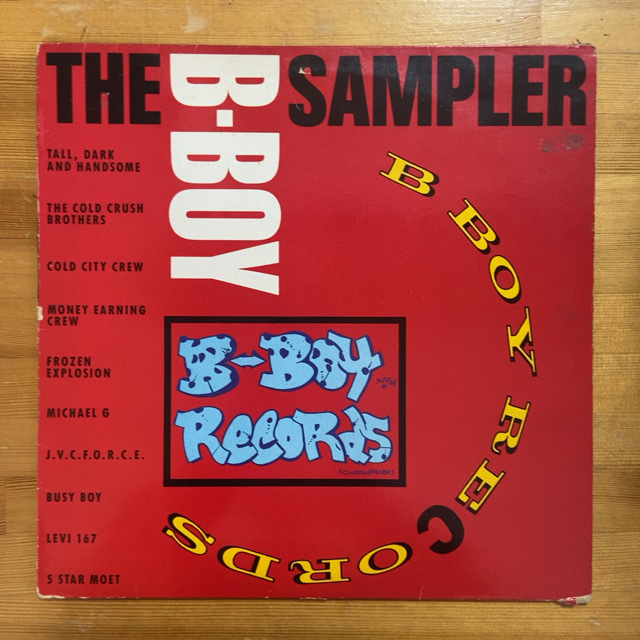 THE B-BOY SAMPLER
TALL, DARK
AND HANDSOME
THE COLD CRUSH
BROTHERS
COLD CITY CREW
MONEY EARNING
CREW
FROZEN
EXPLOSION
MICHAEL G
J.V.C.F.O.R.C.E.
BUSY BOY
LEVI 167
5 STAR MOET
B BOY RECORDS
B-BOY
RECORDS